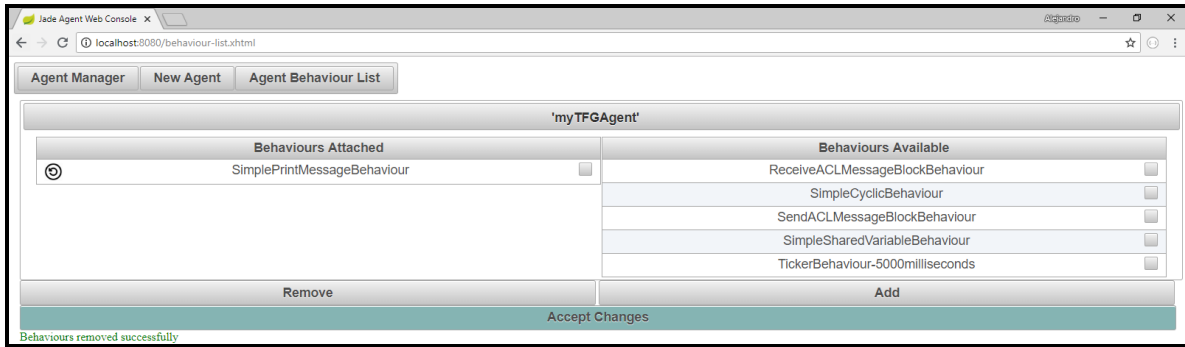 Jade Agent Web Console
Alejandro
localhost:8080/behaviour-list.xhtml
Agent Manager New Agent Agent Behaviour List
'myTFGAgent'
Behaviours Attached
SimplePrintMessageBehaviour
Behaviours Available
ReceiveACLMessageBlockBehaviour
SimpleCyclicBehaviour
SendACLMessageBlockBehaviour
SimpleSharedVariableBehaviour
TickerBehaviour-5000milliseconds
Remove
Add
Accept Changes
Behaviours removed successfully